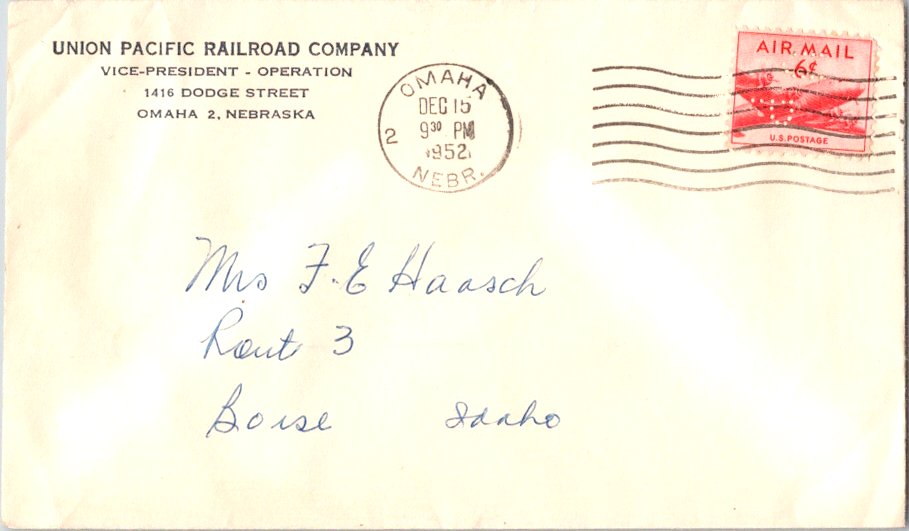 UNION PACIFIC RAILROAD COMPANY
VICE-PRESIDENT - OPERATION
1416 DODGE STREET
OMAHA 2, NEBRASKA
OMAHA
DEC 15
9³⁰ PM
1952
2
NEBR.
AIR MAIL
6¢
U.S. POSTAGE
Mrs F. E Haasch
Rout 3
Boise Idaho